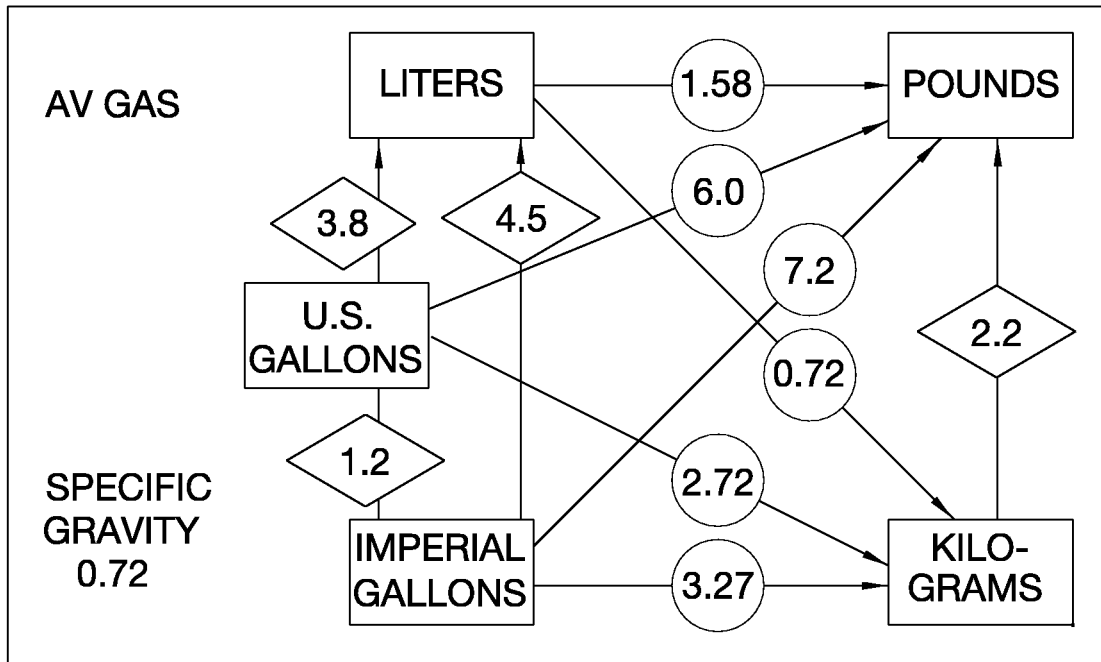 LITERS
1.58
POUNDS
AV GAS
6.0
3.8
4.5
7.2
U.S.
GALLONS
2.2
0.72
1.2
2.72
SPECIFIC
GRAVITY
0.72
IMPERIAL
GALLONS
3.27
KILO-
GRAMS